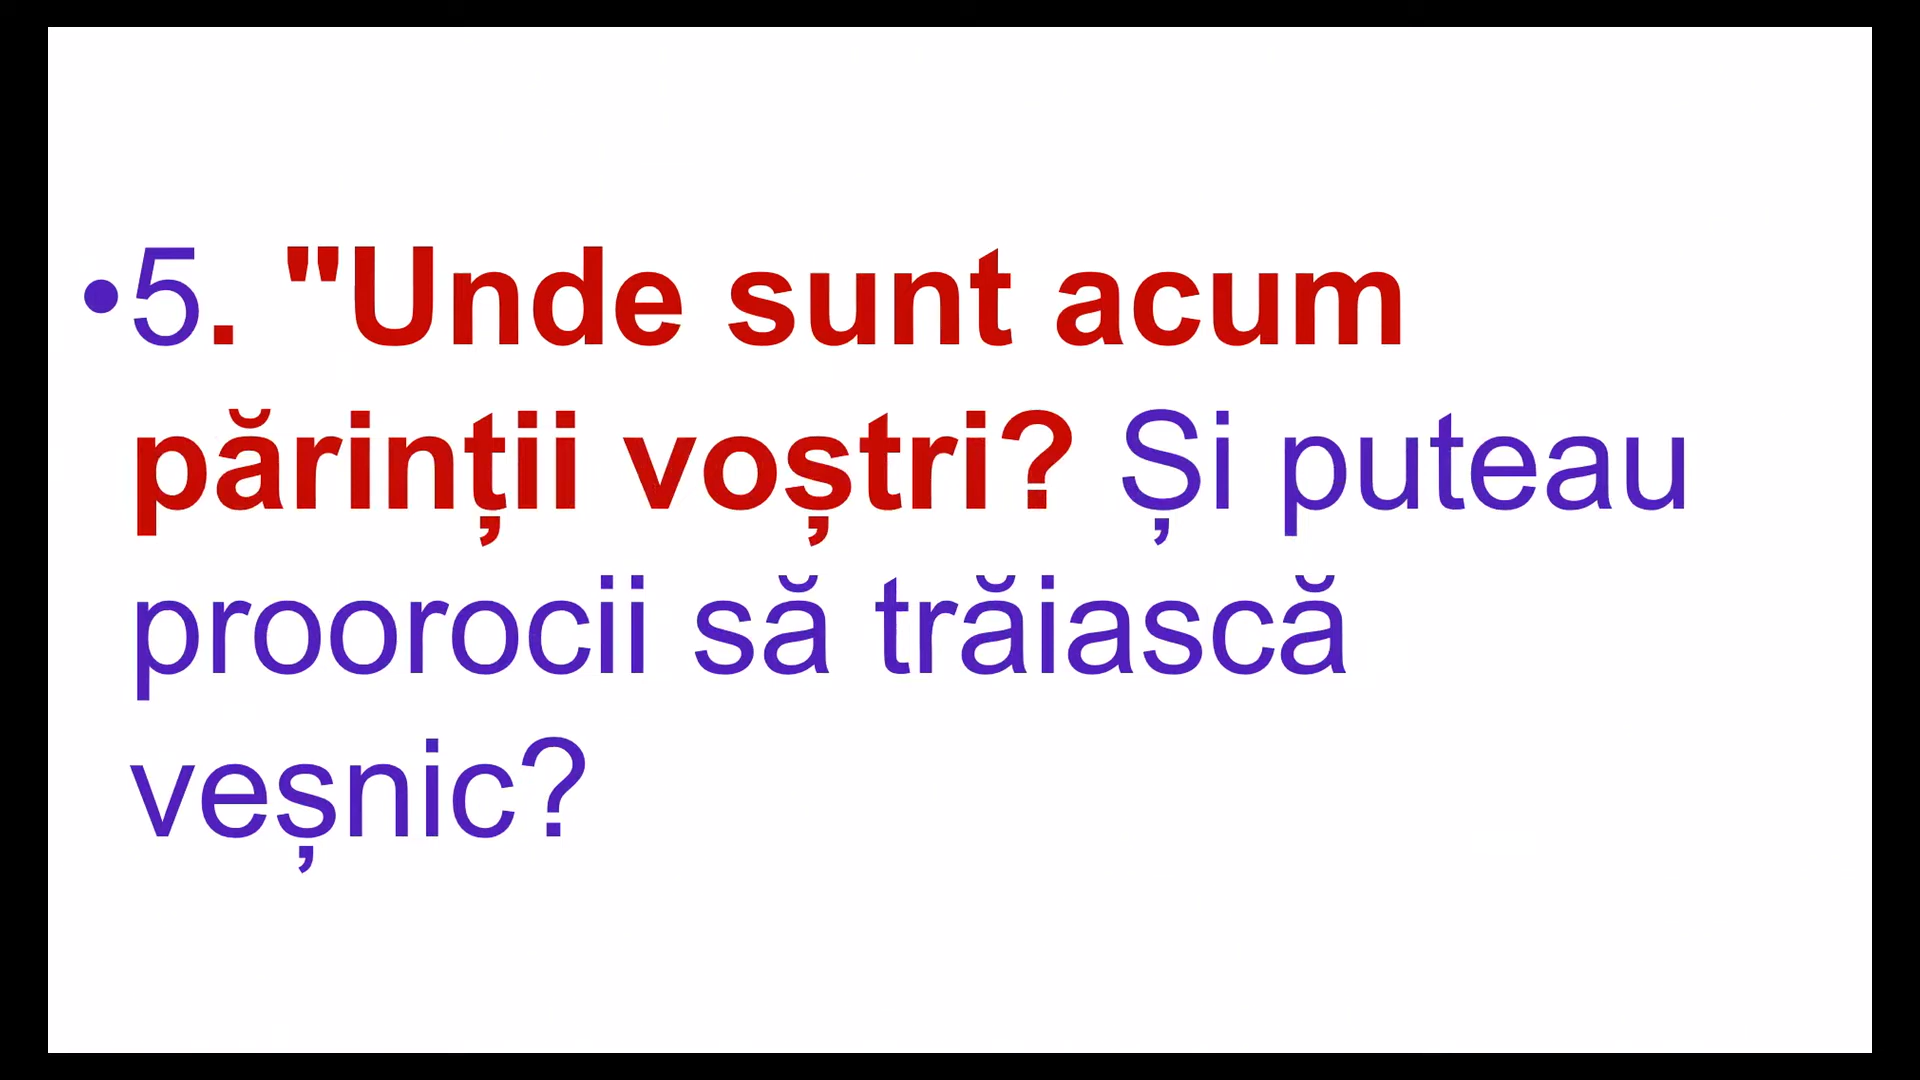 •5. "Unde sunt acum
părinții voștri? Și puteau
proorocii să trăiască
veșnic?